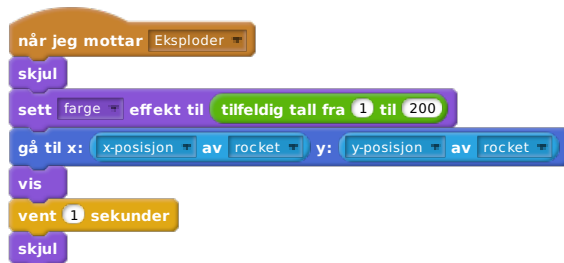 når jeg mottar Eksploder
skjul
sett farge effekt til tilfeldig tall fra 1 til 200
gå til x: x-posisjon av rocket y: y-posisjon av rocket
vis
vent 1 sekunder
skjul